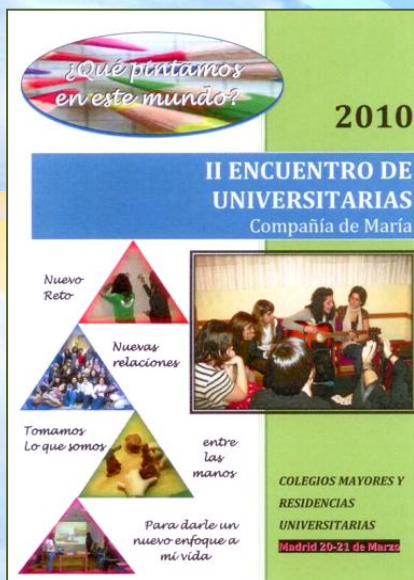 ¿Qué pintamos
en este mundo?
2010
II ENCUENTRO DE
UNIVERSITARIAS
Compañía de María
Nuevo
Reto
Nuevas
relaciones
Tomamos
Lo que somos
entre
las
manos
Para darle un
nuevo enfoque a
mi vida
COLEGIOS MAYORES Y
RESIDENCIAS
UNIVERSITARIAS
Madrid 20-21 de Marzo